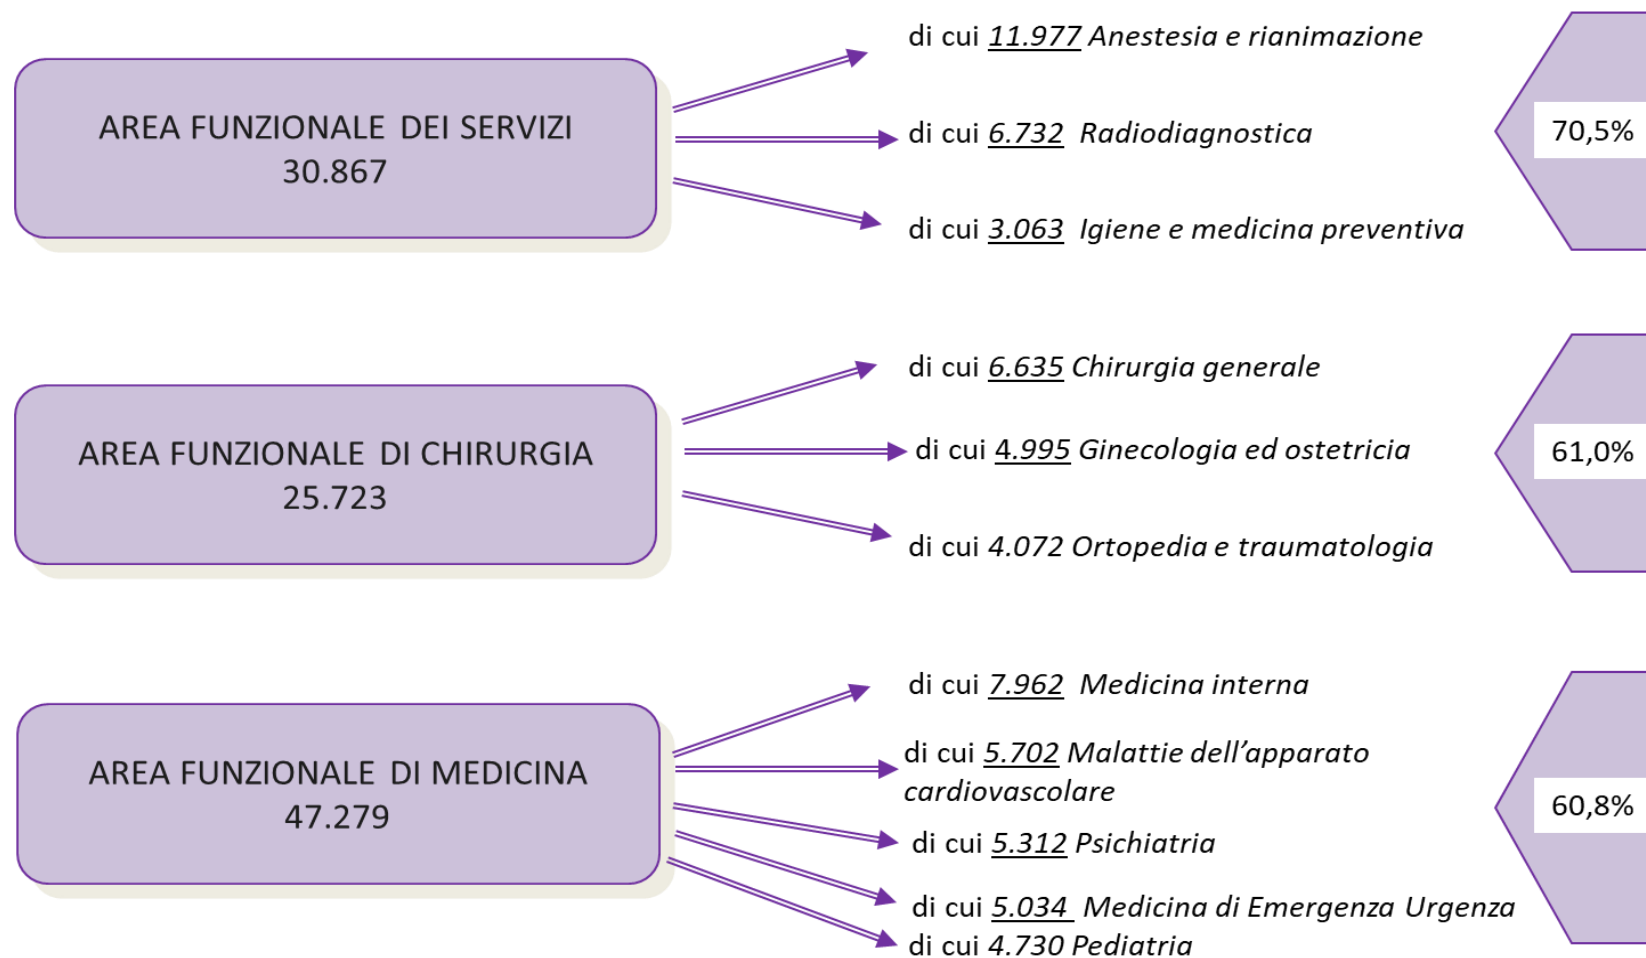 AREA FUNZIONALE DEI SERVIZI
30.867
di cui 11.977 Anestesia e rianimazione
di cui 6.732 Radiodiagnostica
di cui 3.063 Igiene e medicina preventiva
70,5%
AREA FUNZIONALE DI CHIRURGIA
25.723
di cui 6.635 Chirurgia generale
di cui 4.995 Ginecologia ed ostetricia
di cui 4.072 Ortopedia e traumatologia
61,0%
AREA FUNZIONALE DI MEDICINA
47.279
di cui 7.962 Medicina interna
di cui 5.702 Malattie dell’apparato
cardiovascolare
di cui 5.312 Psichiatria
di cui 5.034 Medicina di Emergenza Urgenza
di cui 4.730 Pediatria
60,8%